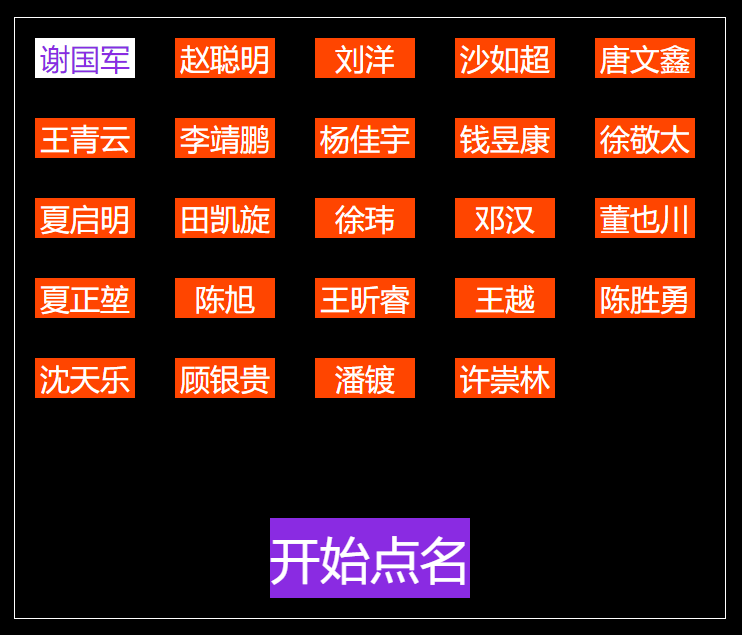 谢国军 赵聪明 刘洋 沙如超 唐文鑫
王青云 李靖鹏 杨佳宇 钱昱康 徐敬太
夏启明 田凯旋 徐玮 邓汉 董也川
夏正堃 陈旭 王昕睿 王越 陈胜勇
沈天乐 顾银贵 潘镀 许崇林
开始点名